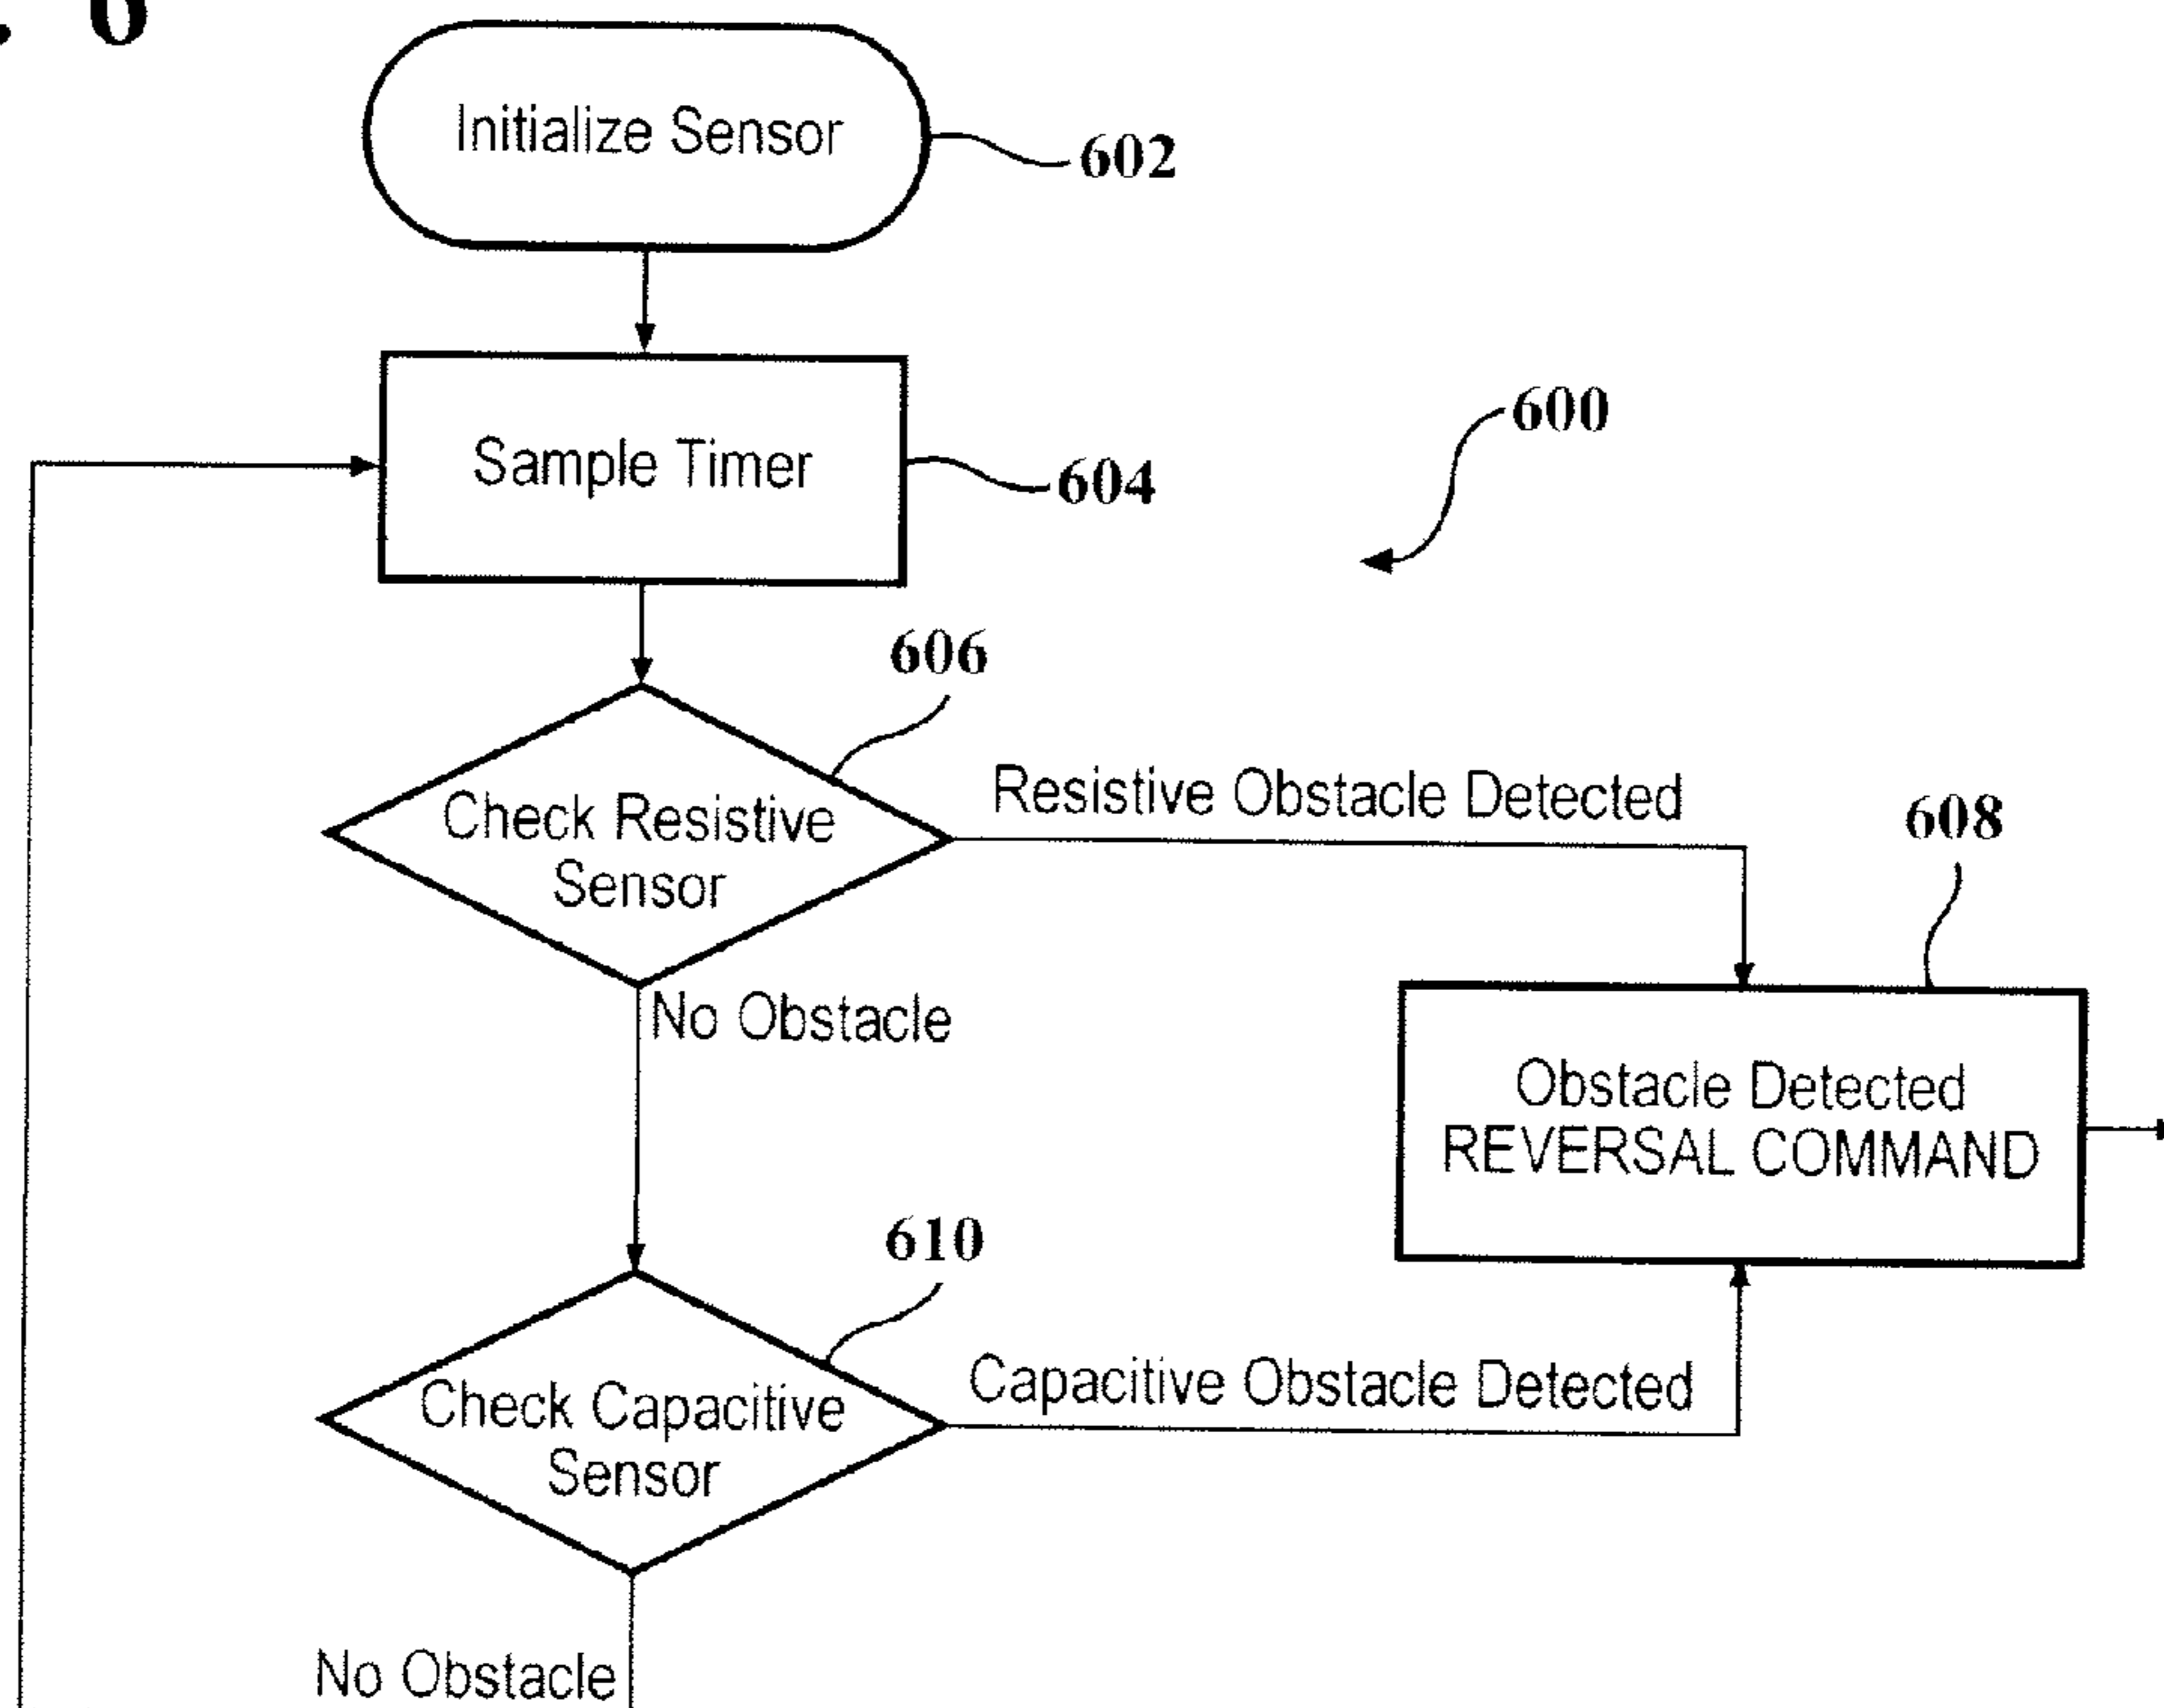 Initialize Sensor
602
Sample Timer
604
600
606
Check Resistive
Sensor
Resistive Obstacle Detected
608
No Obstacle
Obstacle Detected
REVERSAL COMMAND
610
Check Capacitive
Sensor
Capacitive Obstacle Detected
No Obstacle